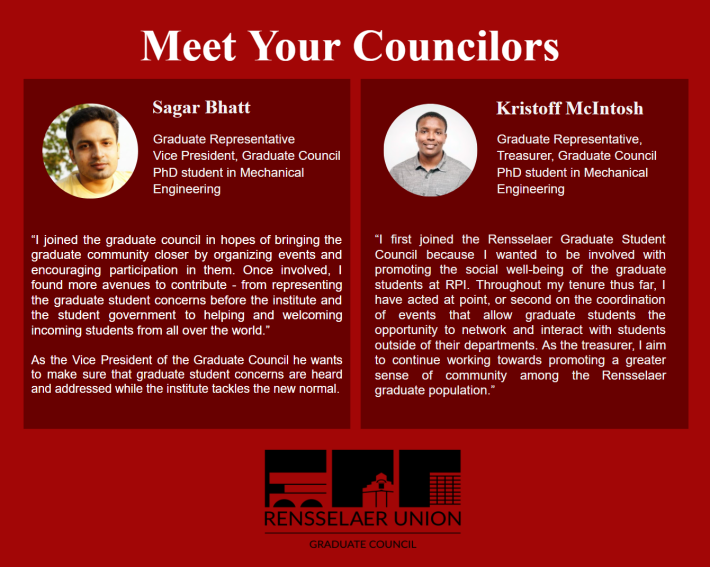 Meet Your Councilors
Sagar Bhatt
Graduate Representative
Vice President, Graduate Council
PhD student in Mechanical
Engineering
“I joined the graduate council in hopes of bringing the
graduate community closer by organizing events and
encouraging participation in them. Once involved, I
found more avenues to contribute - from representing
the graduate student concerns before the institute and
the student government to helping and welcoming
incoming students from all over the world.”
As the Vice President of the Graduate Council he wants
to make sure that graduate student concerns are heard
and addressed while the institute tackles the new normal.
Kristoff McIntosh
Graduate Representative,
Treasurer, Graduate Council
PhD student in Mechanical
Engineering
“I first joined the Rensselaer Graduate Student
Council because I wanted to be involved with
promoting the social well-being of the graduate
students at RPI. Throughout my tenure thus far, I
have acted at point, or second on the coordination
of events that allow graduate students the
opportunity to network and interact with students
outside of their departments. As the treasurer, I aim
to continue working towards promoting a greater
sense of community among the Rensselaer
graduate population.”
RENSSELAER UNION
GRADUATE COUNCIL